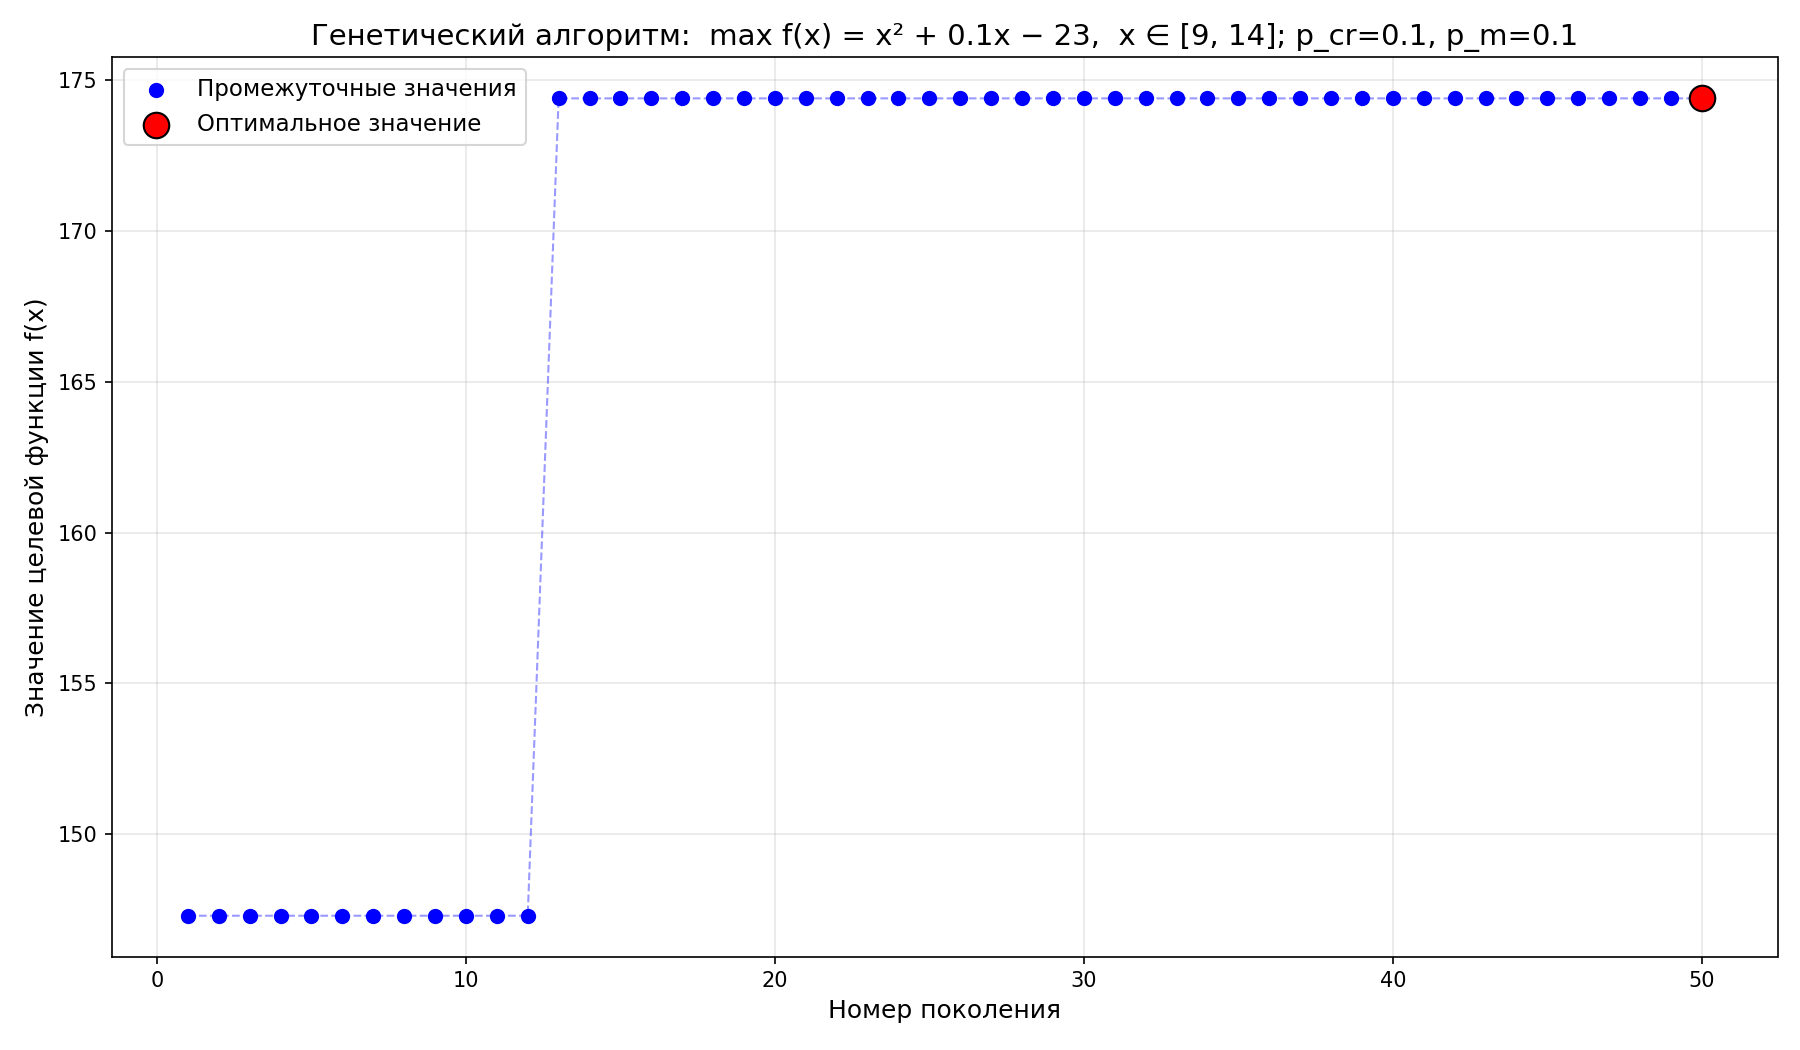 Генетический алгоритм:  max f(x) = x² + 0.1x − 23,  x ∈ [9, 14]; p_cr=0.1, p_m=0.1
Промежуточные значения
Оптимальное значение
Значение целевой функции f(x)
175
170
165
160
155
150
0 10 20 30 40 50
Номер поколения